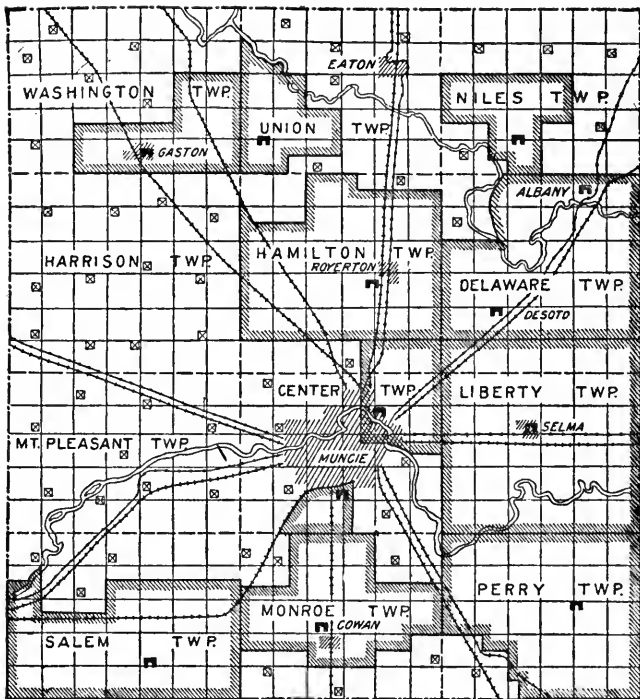 EATON
WASHINGTON TWP.
NILES TWP.
UNION TWP.
GASTON
ALBANY
HARRISON TWP.
HAMILTON TWP.
ROYERTON
DELAWARE TWP.
DESOTO
CENTER TWP.
LIBERTY TWP.
SELMA
MT. PLEASANT TWP.
MUNCIE
PERRY TWP.
MONROE TWP.
COWAN
SALEM TWP.